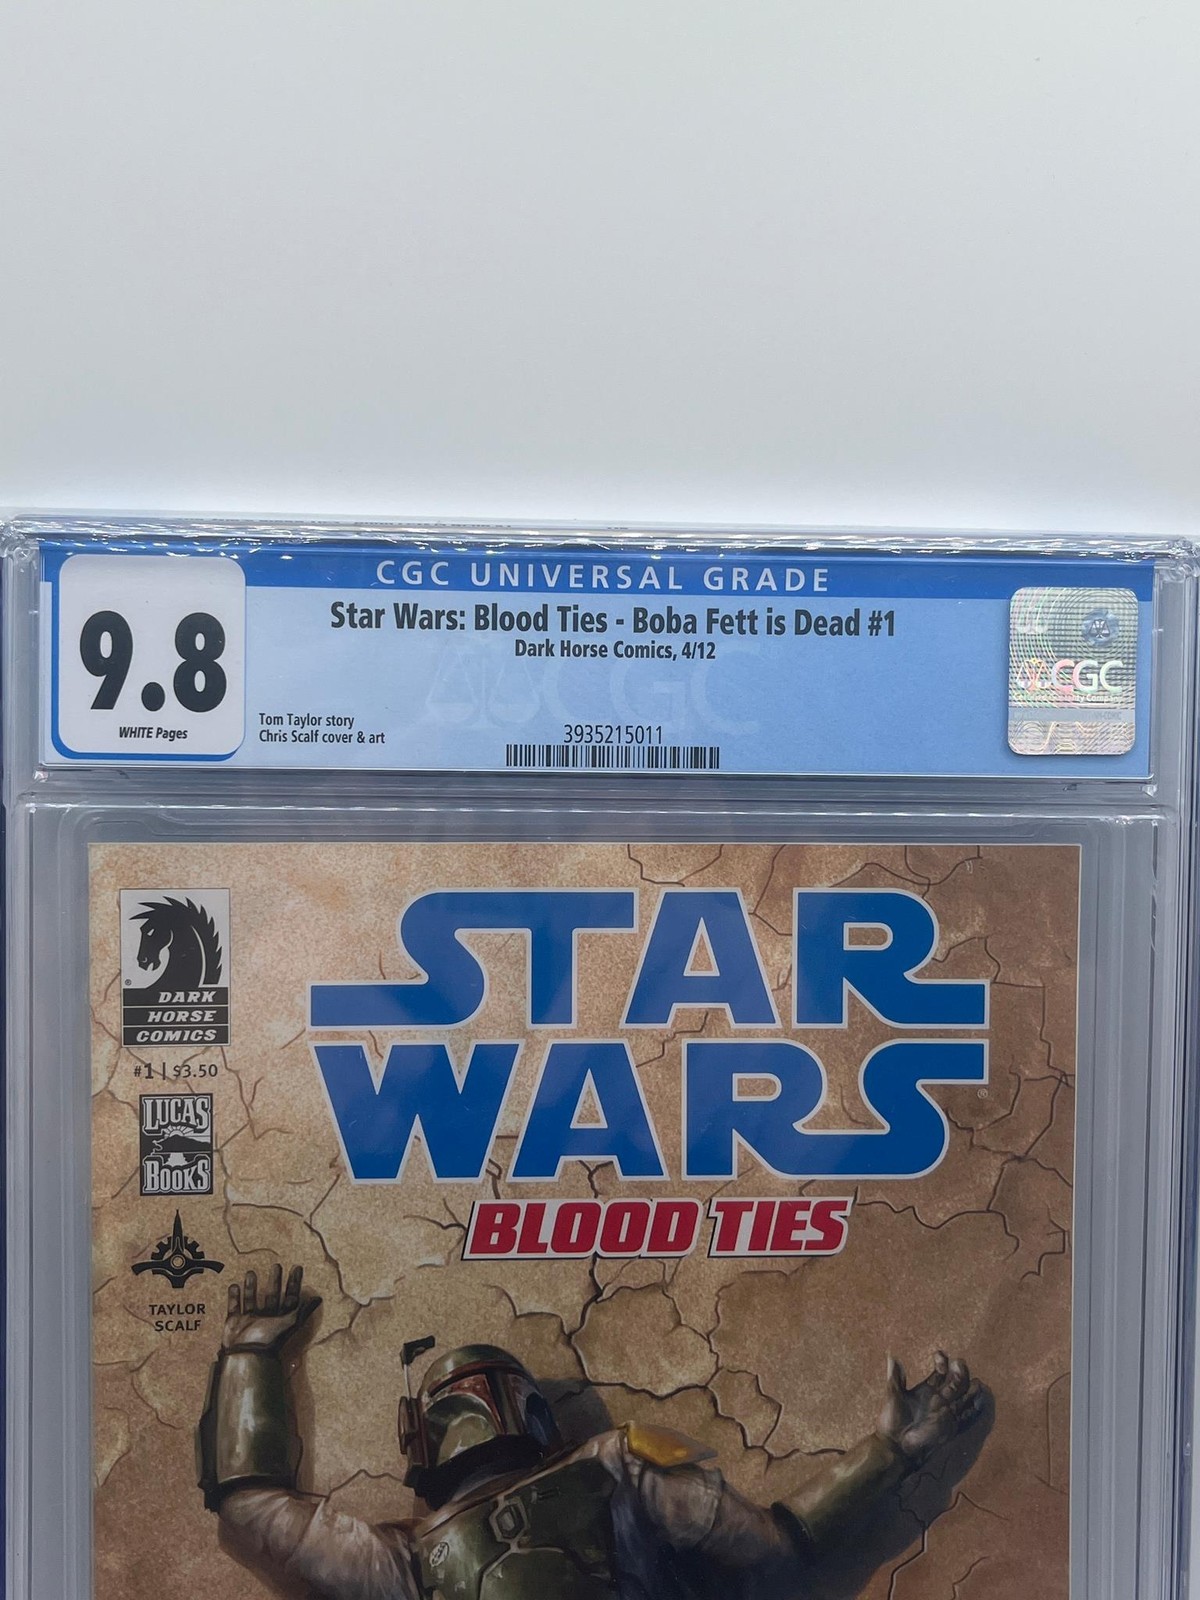 CGC UNIVERSAL GRADE
9.8
WHITE Pages
Star Wars: Blood Ties - Boba Fett is Dead #1
Dark Horse Comics, 4/12
Tom Taylor story
Chris Scalf cover & art
3935215011
CGC
CGC
STAR
WARS
®
BLOOD TIES
®
DARK
HORSE
COMICS
#1 | $3.50
LUCAS
BOOKS
TAYLOR
SCALF